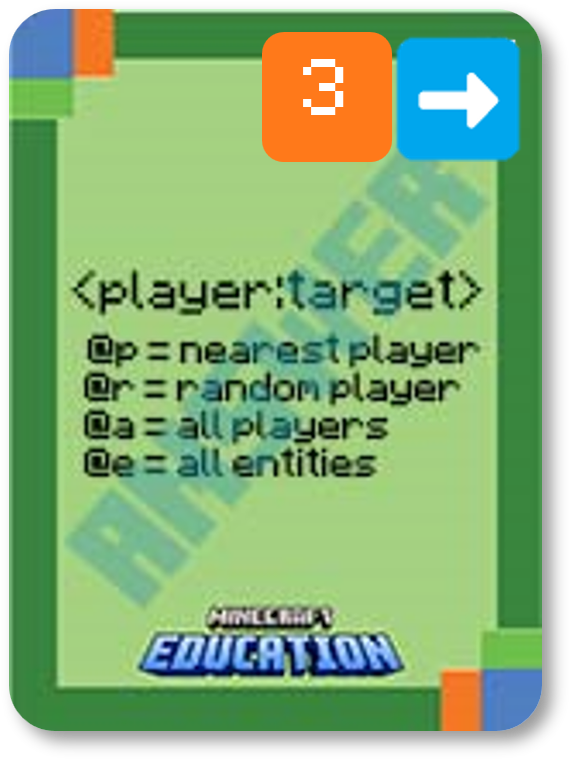 3
<player:target>
@p = nearest player
@r = random player
@a = all players
@e = all entities
ANSWER
MINECRAFT
EDUCATION